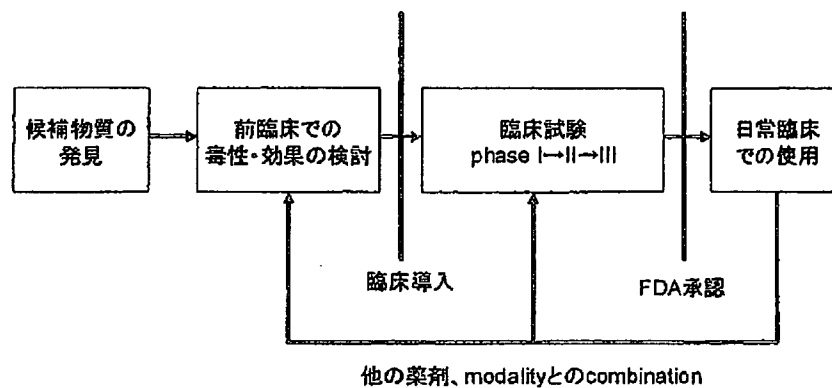 候補物質の
発見
前臨床での
毒性・効果の検討
臨床試験
phase I→II→III
日常臨床
での使用
臨床導入
FDA承認
他の薬剤、modalityとのcombination